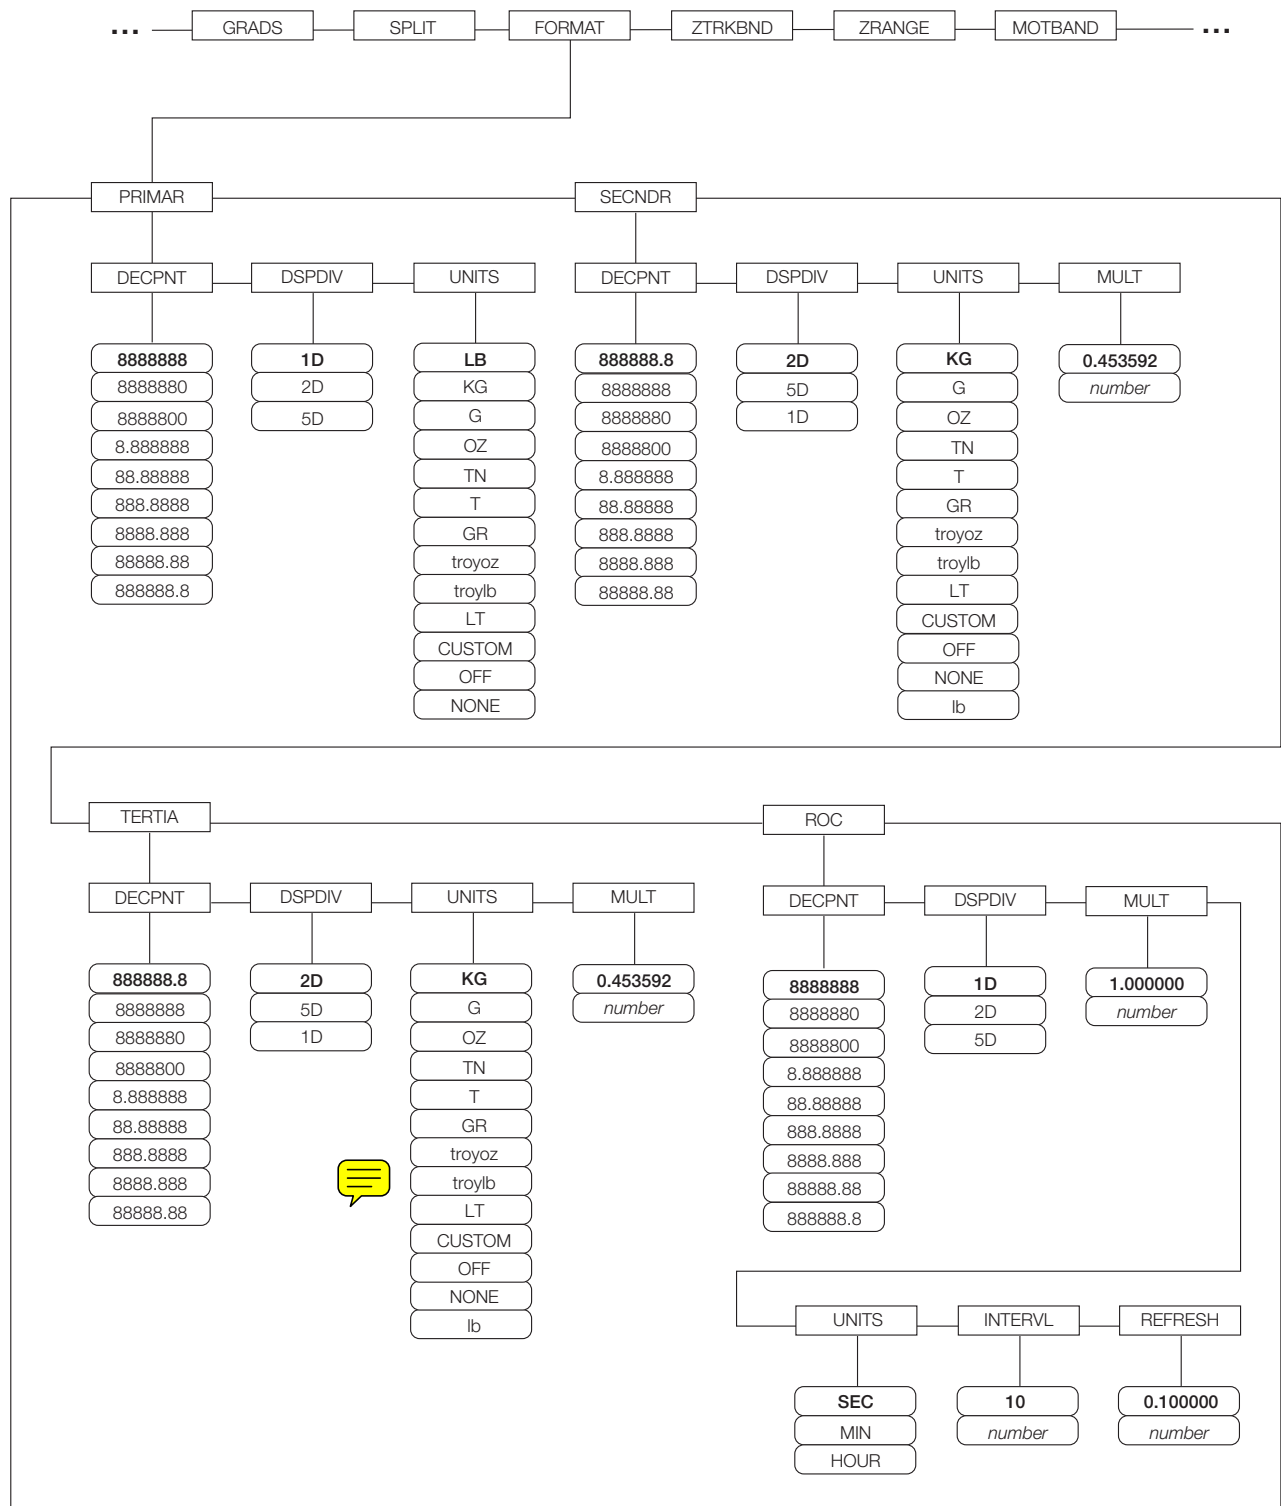 ... GRADS SPLIT FORMAT ZTRKBND ZRANGE MOTBAND ...
PRIMAR SECNDR
DECPNT DSPDIV UNITS DECPNT DSPDIV UNITS MULT
8888888 1D LB 888888.8 2D KG 0.453592
8888880 2D KG 8888888 5D G number
8888800 5D G 8888880 1D OZ
8.888888 OZ 8888800 TN
88.88888 TN 8.888888 T
888.8888 T 88.88888 GR
8888.888 GR 888.8888 troyoz
88888.88 troyoz 8888.888 troylb
888888.8 troylb 88888.88 LT
LT CUSTOM
CUSTOM OFF
OFF NONE
NONE lb
TERTIA ROC
DECPNT DSPDIV UNITS MULT DECPNT DSPDIV MULT
888888.8 2D KG 0.453592 8888888 1D 1.000000
8888888 5D G number 8888880 2D number
8888880 1D OZ 8888800 5D
8888800 TN 8.888888
8.888888 T 88.88888
88.88888 GR 888.8888
888.8888 troyoz 8888.888
8888.888 troylb 88888.88
88888.88 LT 888888.8
CUSTOM
OFF
NONE
lb
UNITS INTERVL REFRESH
SEC 10 0.100000
MIN number number
HOUR